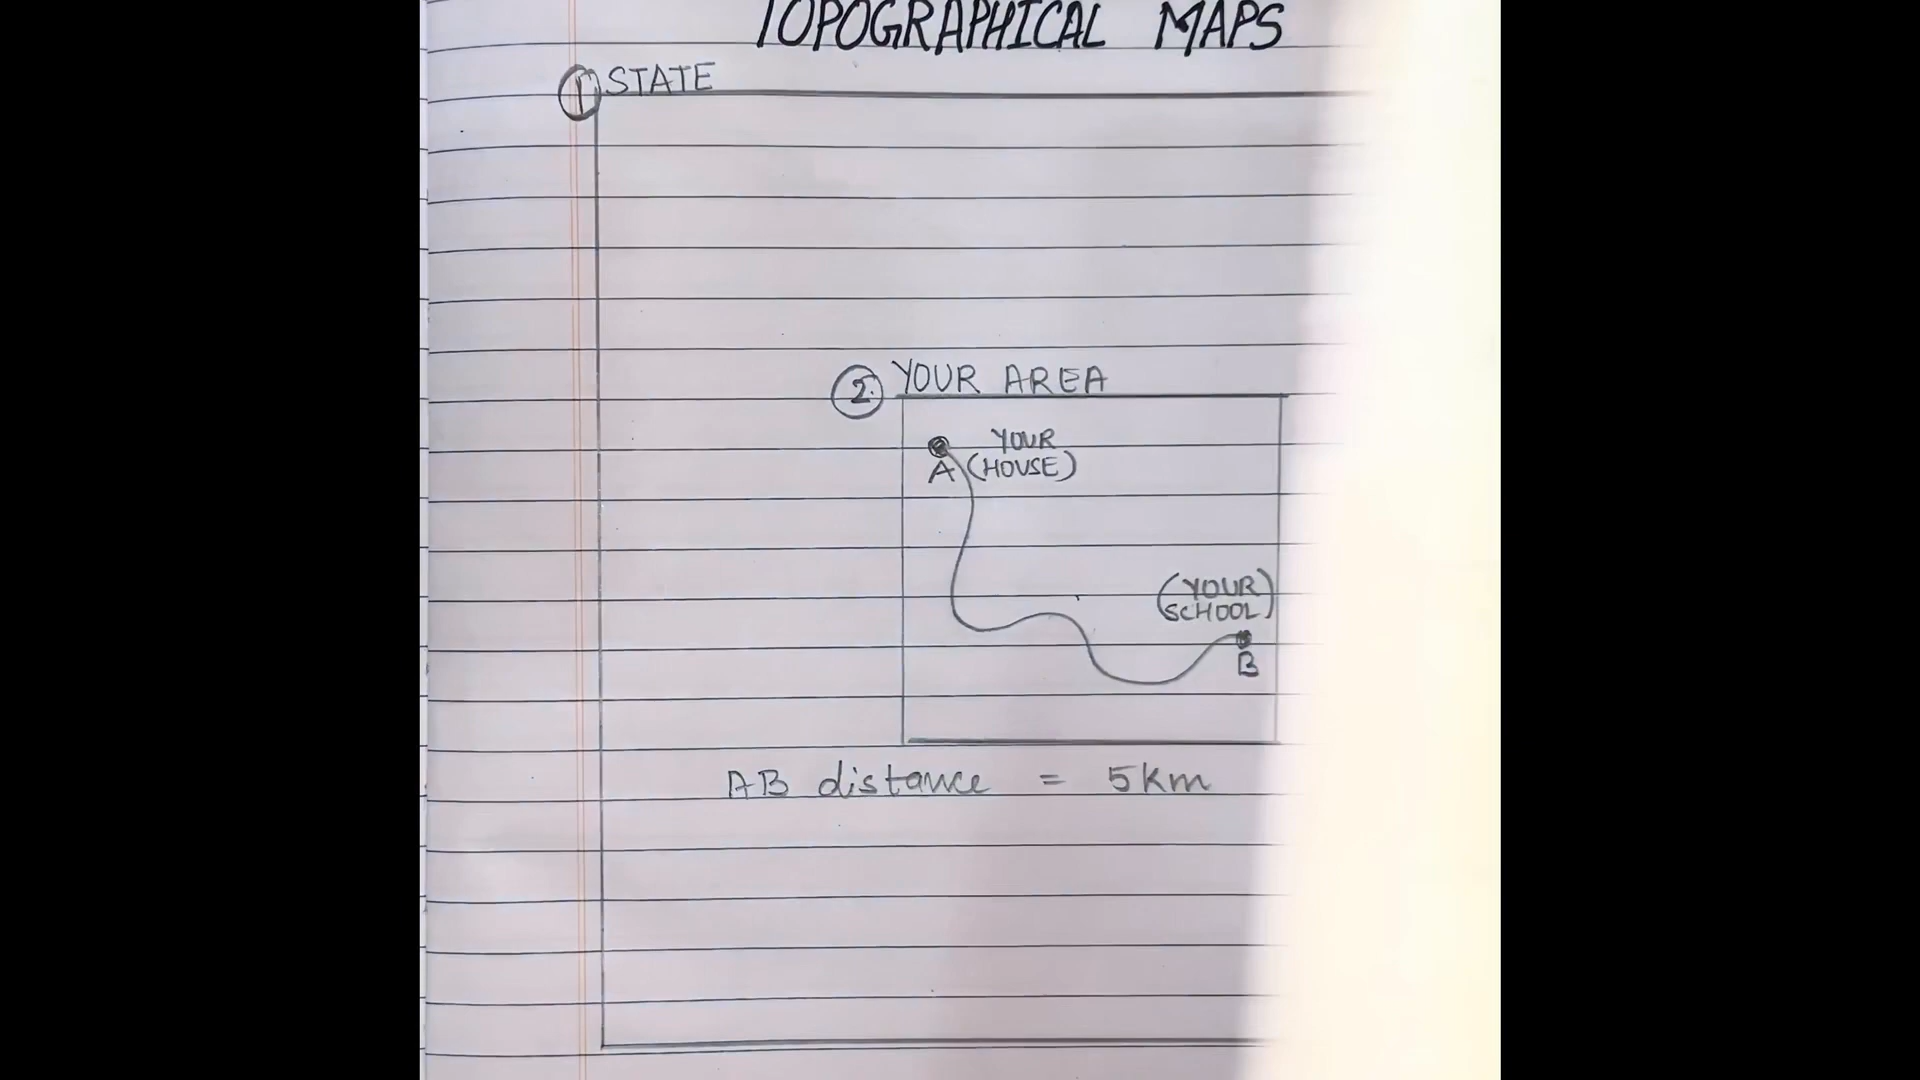 TOPOGRAPHICAL MAPS
1 STATE
2. YOUR AREA
YOUR
A (HOUSE)
(YOUR
SCHOOL)
B
AB distance = 5km